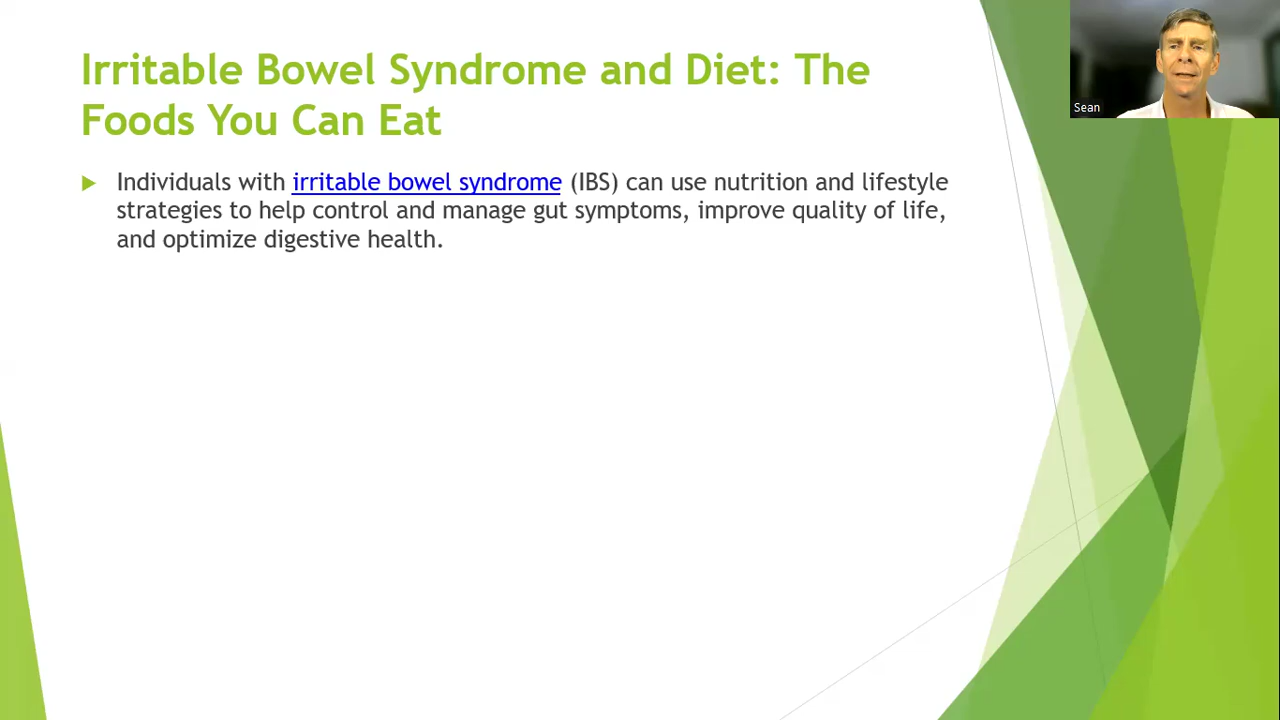 Irritable Bowel Syndrome and Diet: The
Foods You Can Eat
Individuals with irritable bowel syndrome (IBS) can use nutrition and lifestyle
strategies to help control and manage gut symptoms, improve quality of life,
and optimize digestive health.
Sean